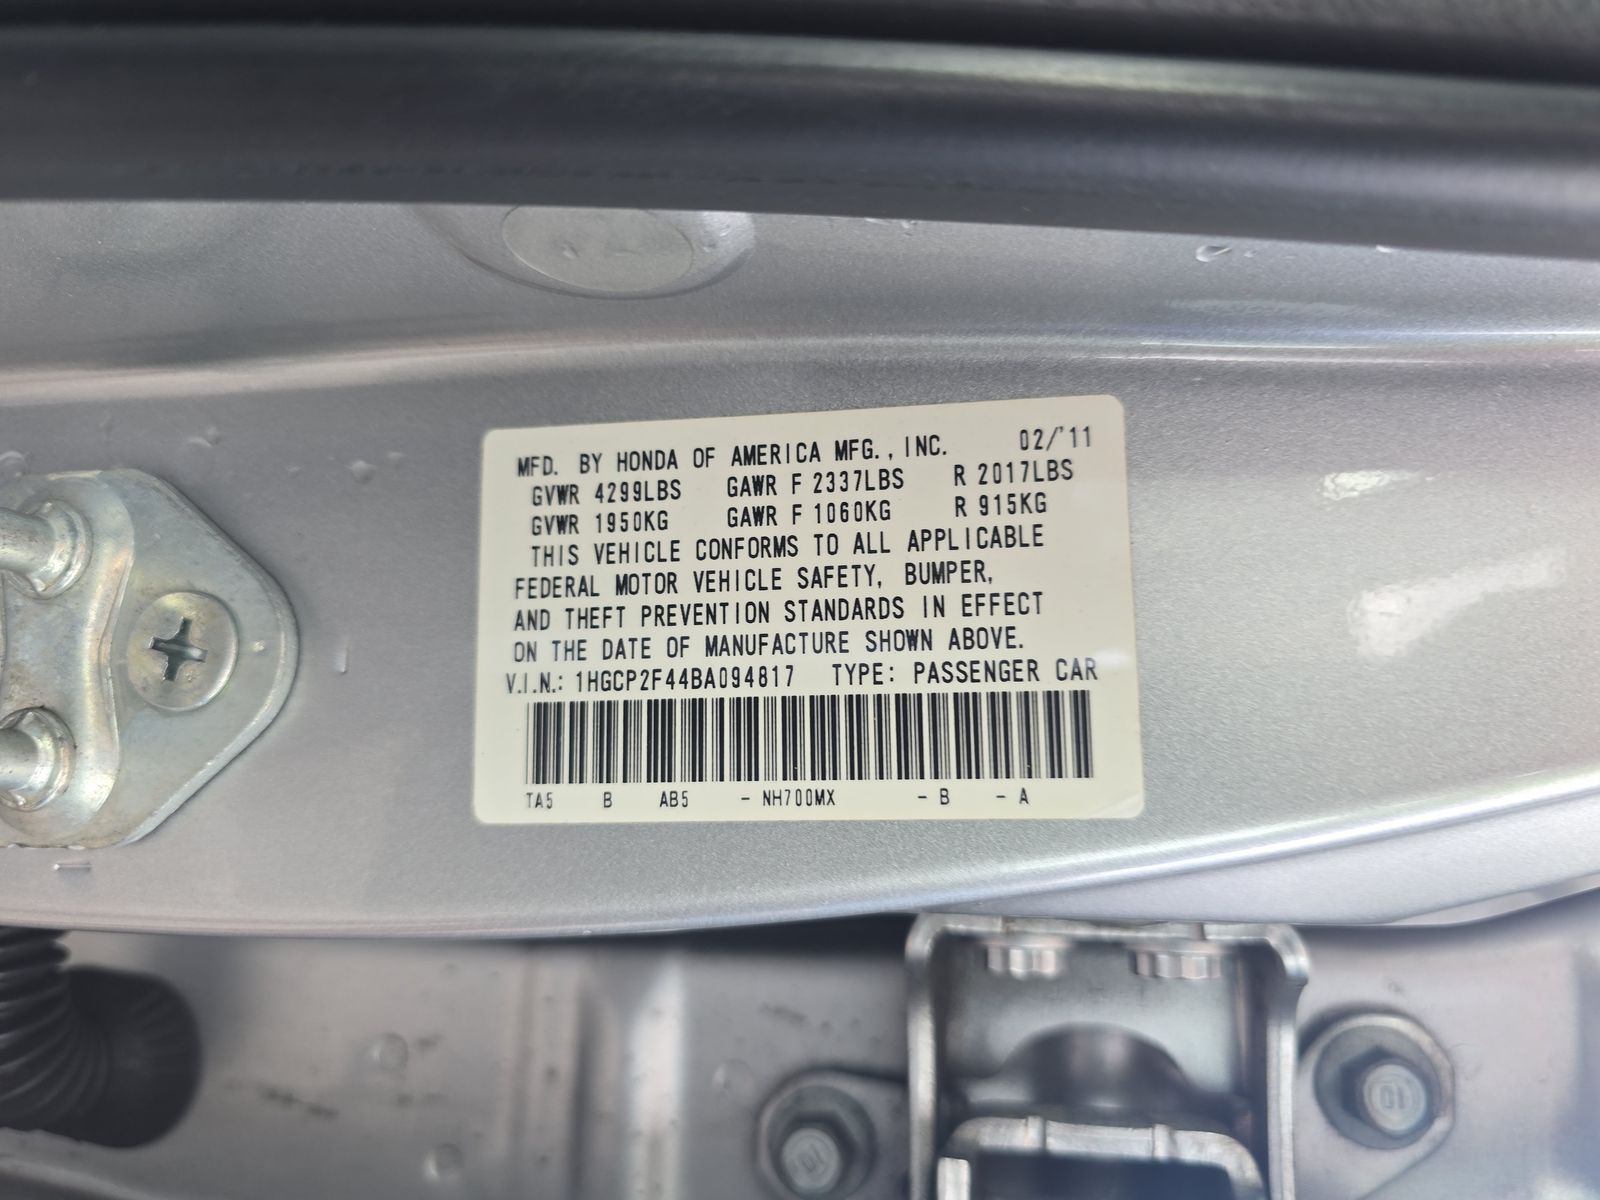 MFD. BY HONDA OF AMERICA MFG., INC. 02/'11
GVWR 4299LBS GAWR F 2337LBS R 2017LBS
GVWR 1950KG GAWR F 1060KG R 915KG
THIS VEHICLE CONFORMS TO ALL APPLICABLE
FEDERAL MOTOR VEHICLE SAFETY, BUMPER,
AND THEFT PREVENTION STANDARDS IN EFFECT
ON THE DATE OF MANUFACTURE SHOWN ABOVE.
V.I.N.: 1HGCP2F44BA094817 TYPE: PASSENGER CAR
TA5 B AB5 - NH700MX - B - A
10
10